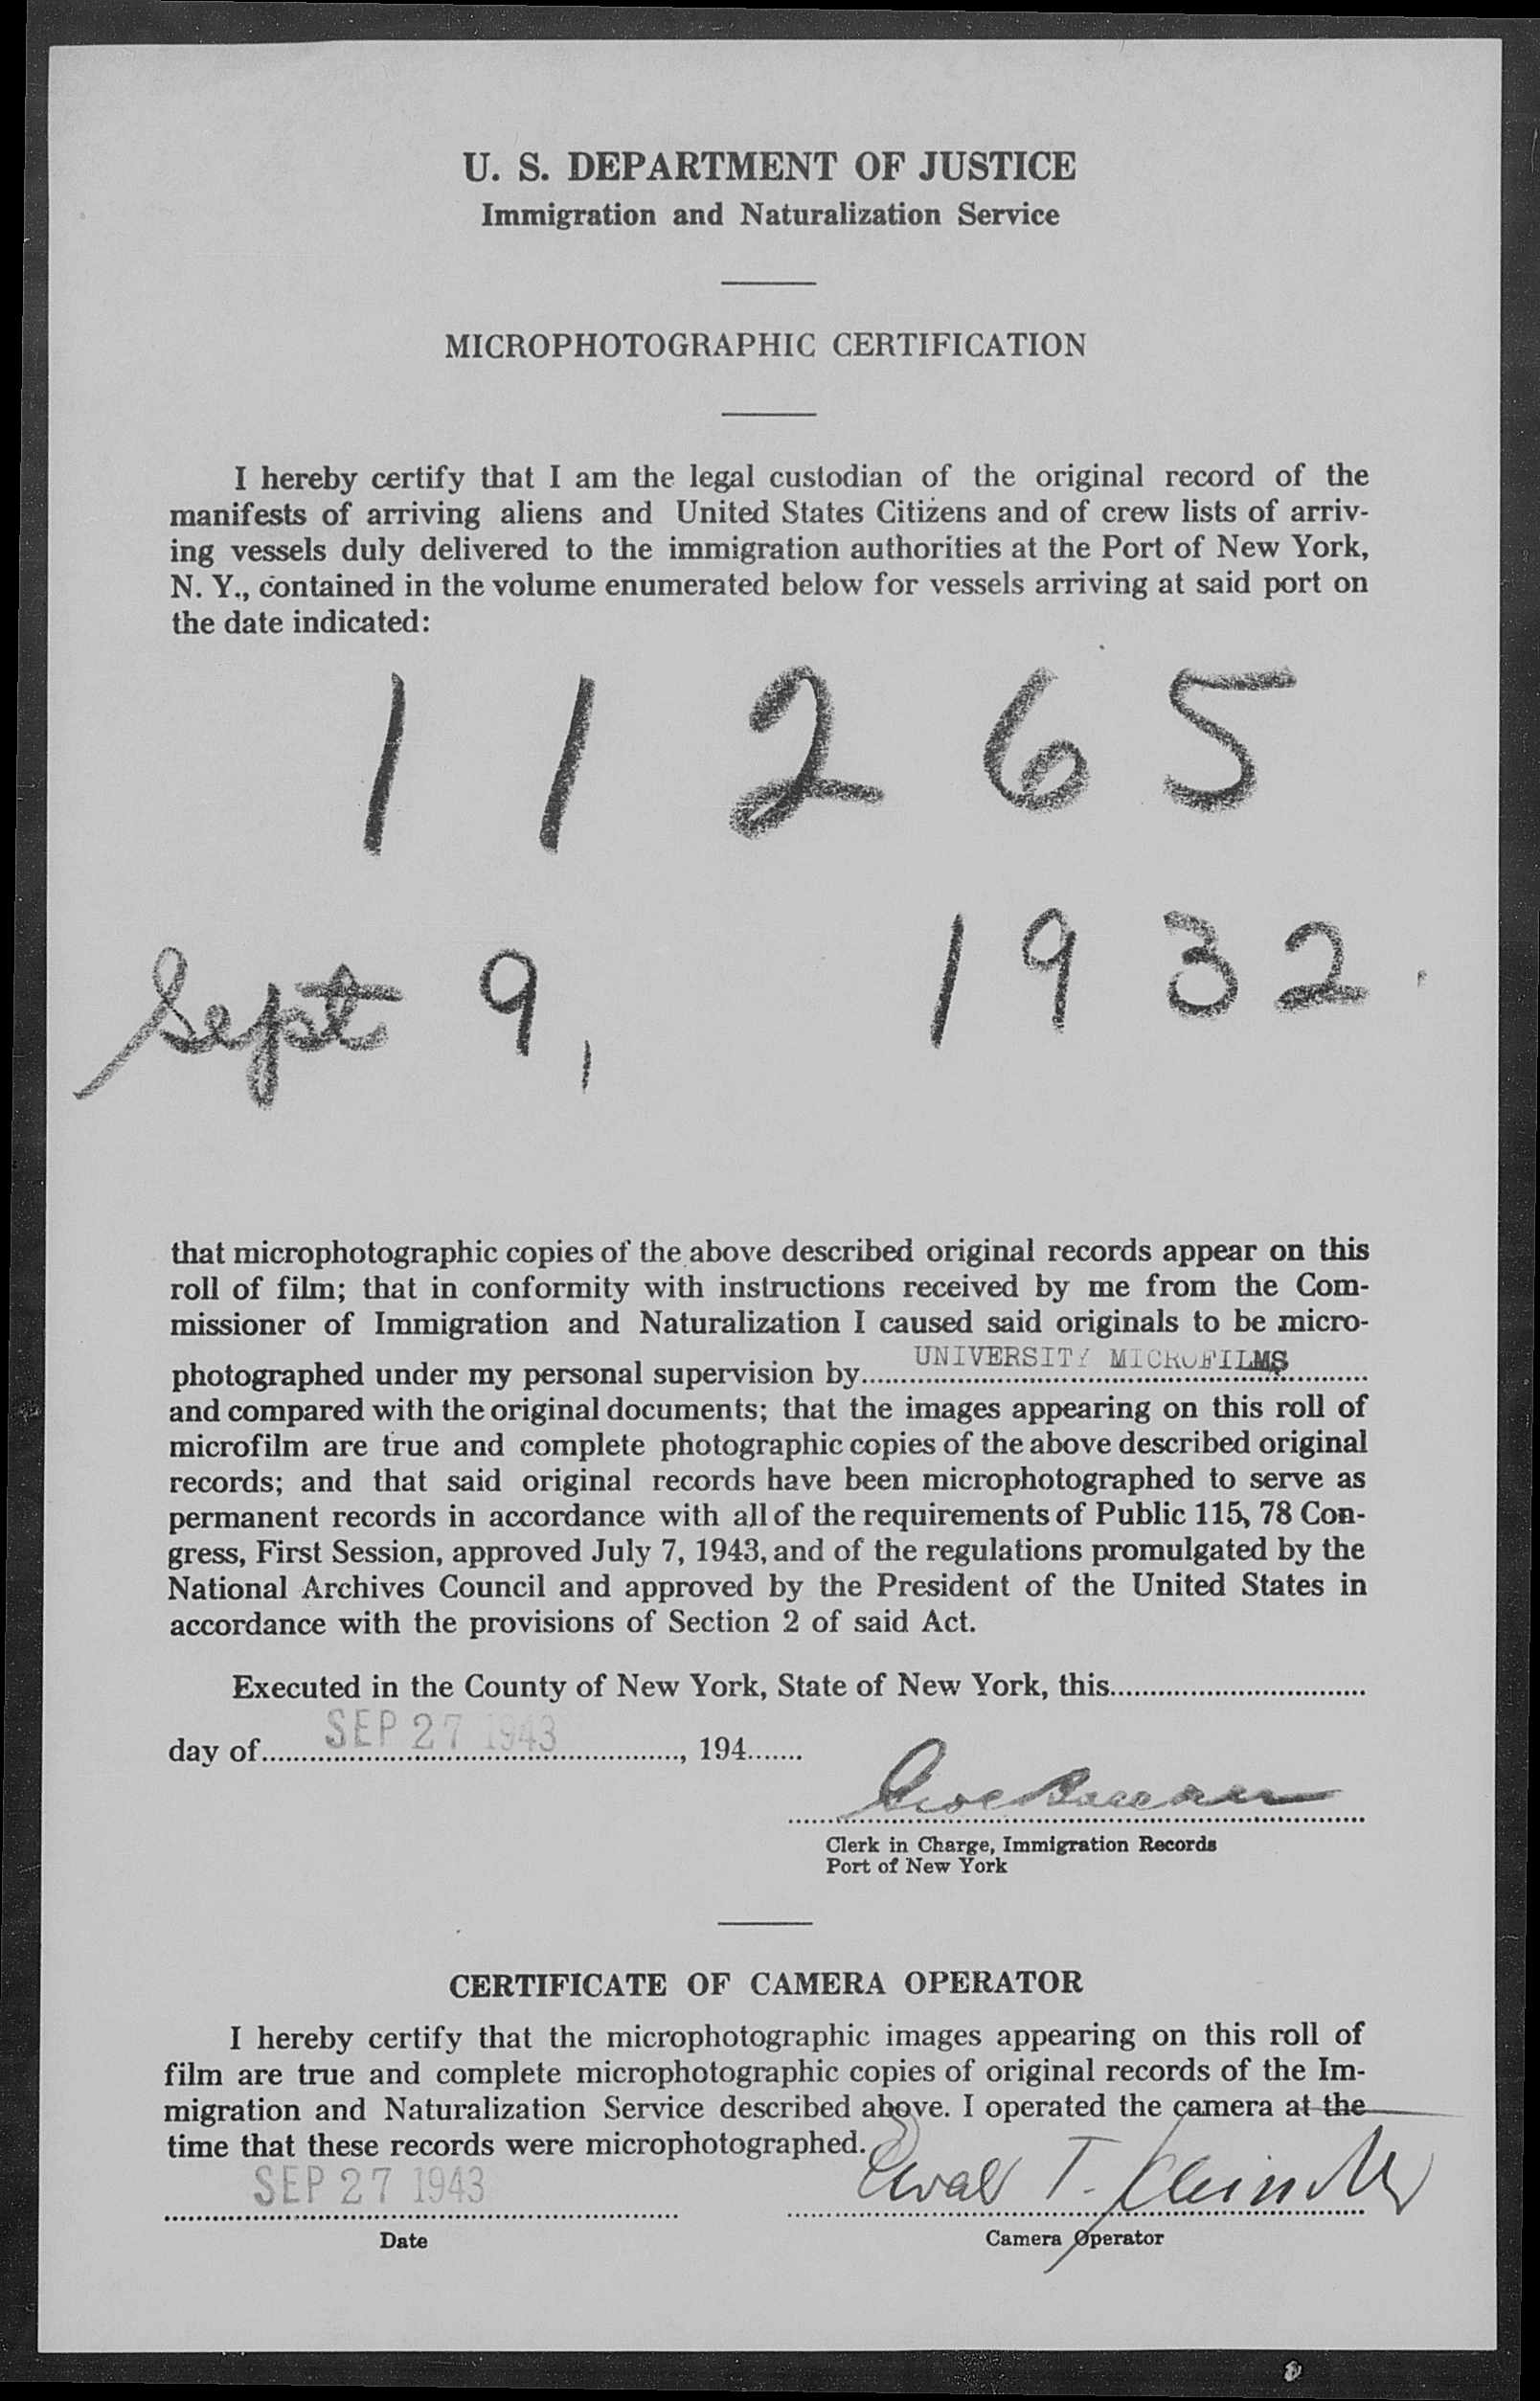 U. S. DEPARTMENT OF JUSTICE
Immigration and Naturalization Service
MICROPHOTOGRAPHIC CERTIFICATION
I hereby certify that I am the legal custodian of the original record of the
manifests of arriving aliens and United States Citizens and of crew lists of arriv-
ing vessels duly delivered to the immigration authorities at the Port of New York,
N. Y., contained in the volume enumerated below for vessels arriving at said port on
the date indicated:
1 1 2 6 5
Sept 9, 1932.
that microphotographic copies of the above described original records appear on this
roll of film; that in conformity with instructions received by me from the Com-
missioner of Immigration and Naturalization I caused said originals to be micro-
photographed under my personal supervision by UNIVERSITY MICROFILMS
and compared with the original documents; that the images appearing on this roll of
microfilm are true and complete photographic copies of the above described original
records; and that said original records have been microphotographed to serve as
permanent records in accordance with all of the requirements of Public 115, 78 Con-
gress, First Session, approved July 7, 1943, and of the regulations promulgated by the
National Archives Council and approved by the President of the United States in
accordance with the provisions of Section 2 of said Act.
Executed in the County of New York, State of New York, this
day of SEP 27 1943, 194
Clerk in Charge, Immigration Records
Port of New York
CERTIFICATE OF CAMERA OPERATOR
I hereby certify that the microphotographic images appearing on this roll of
film are true and complete microphotographic copies of original records of the Im-
migration and Naturalization Service described above. I operated the camera at the
time that these records were microphotographed.
SEP 27 1943 T.
Date Camera Operator